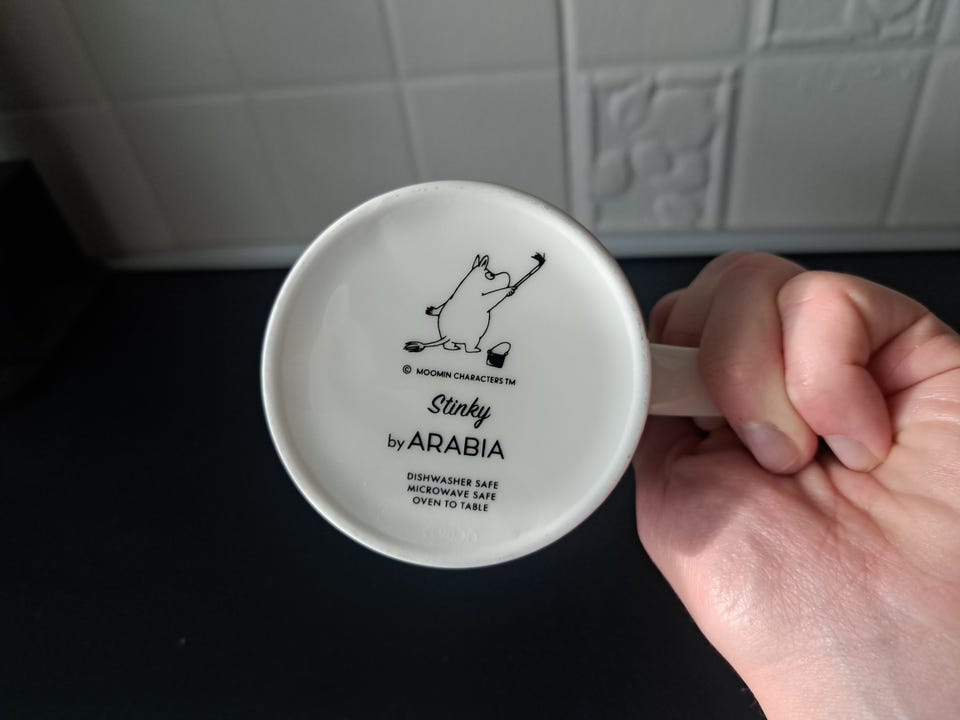 © MOOMIN CHARACTERS TM
Stinky
by ARABIA
DISHWASHER SAFE
MICROWAVE SAFE
OVEN TO TABLE